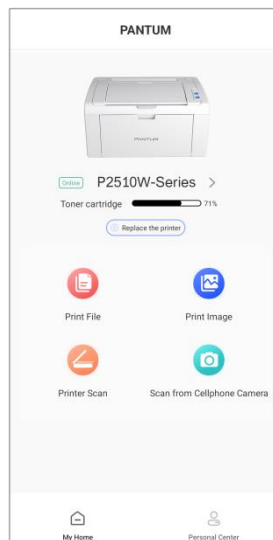 PANTUM
PANTUM
Online P2510W-Series >
Toner cartridge 71%
Replace the printer
Print File Print Image
Printer Scan Scan from Cellphone Camera
My Home Personal Center